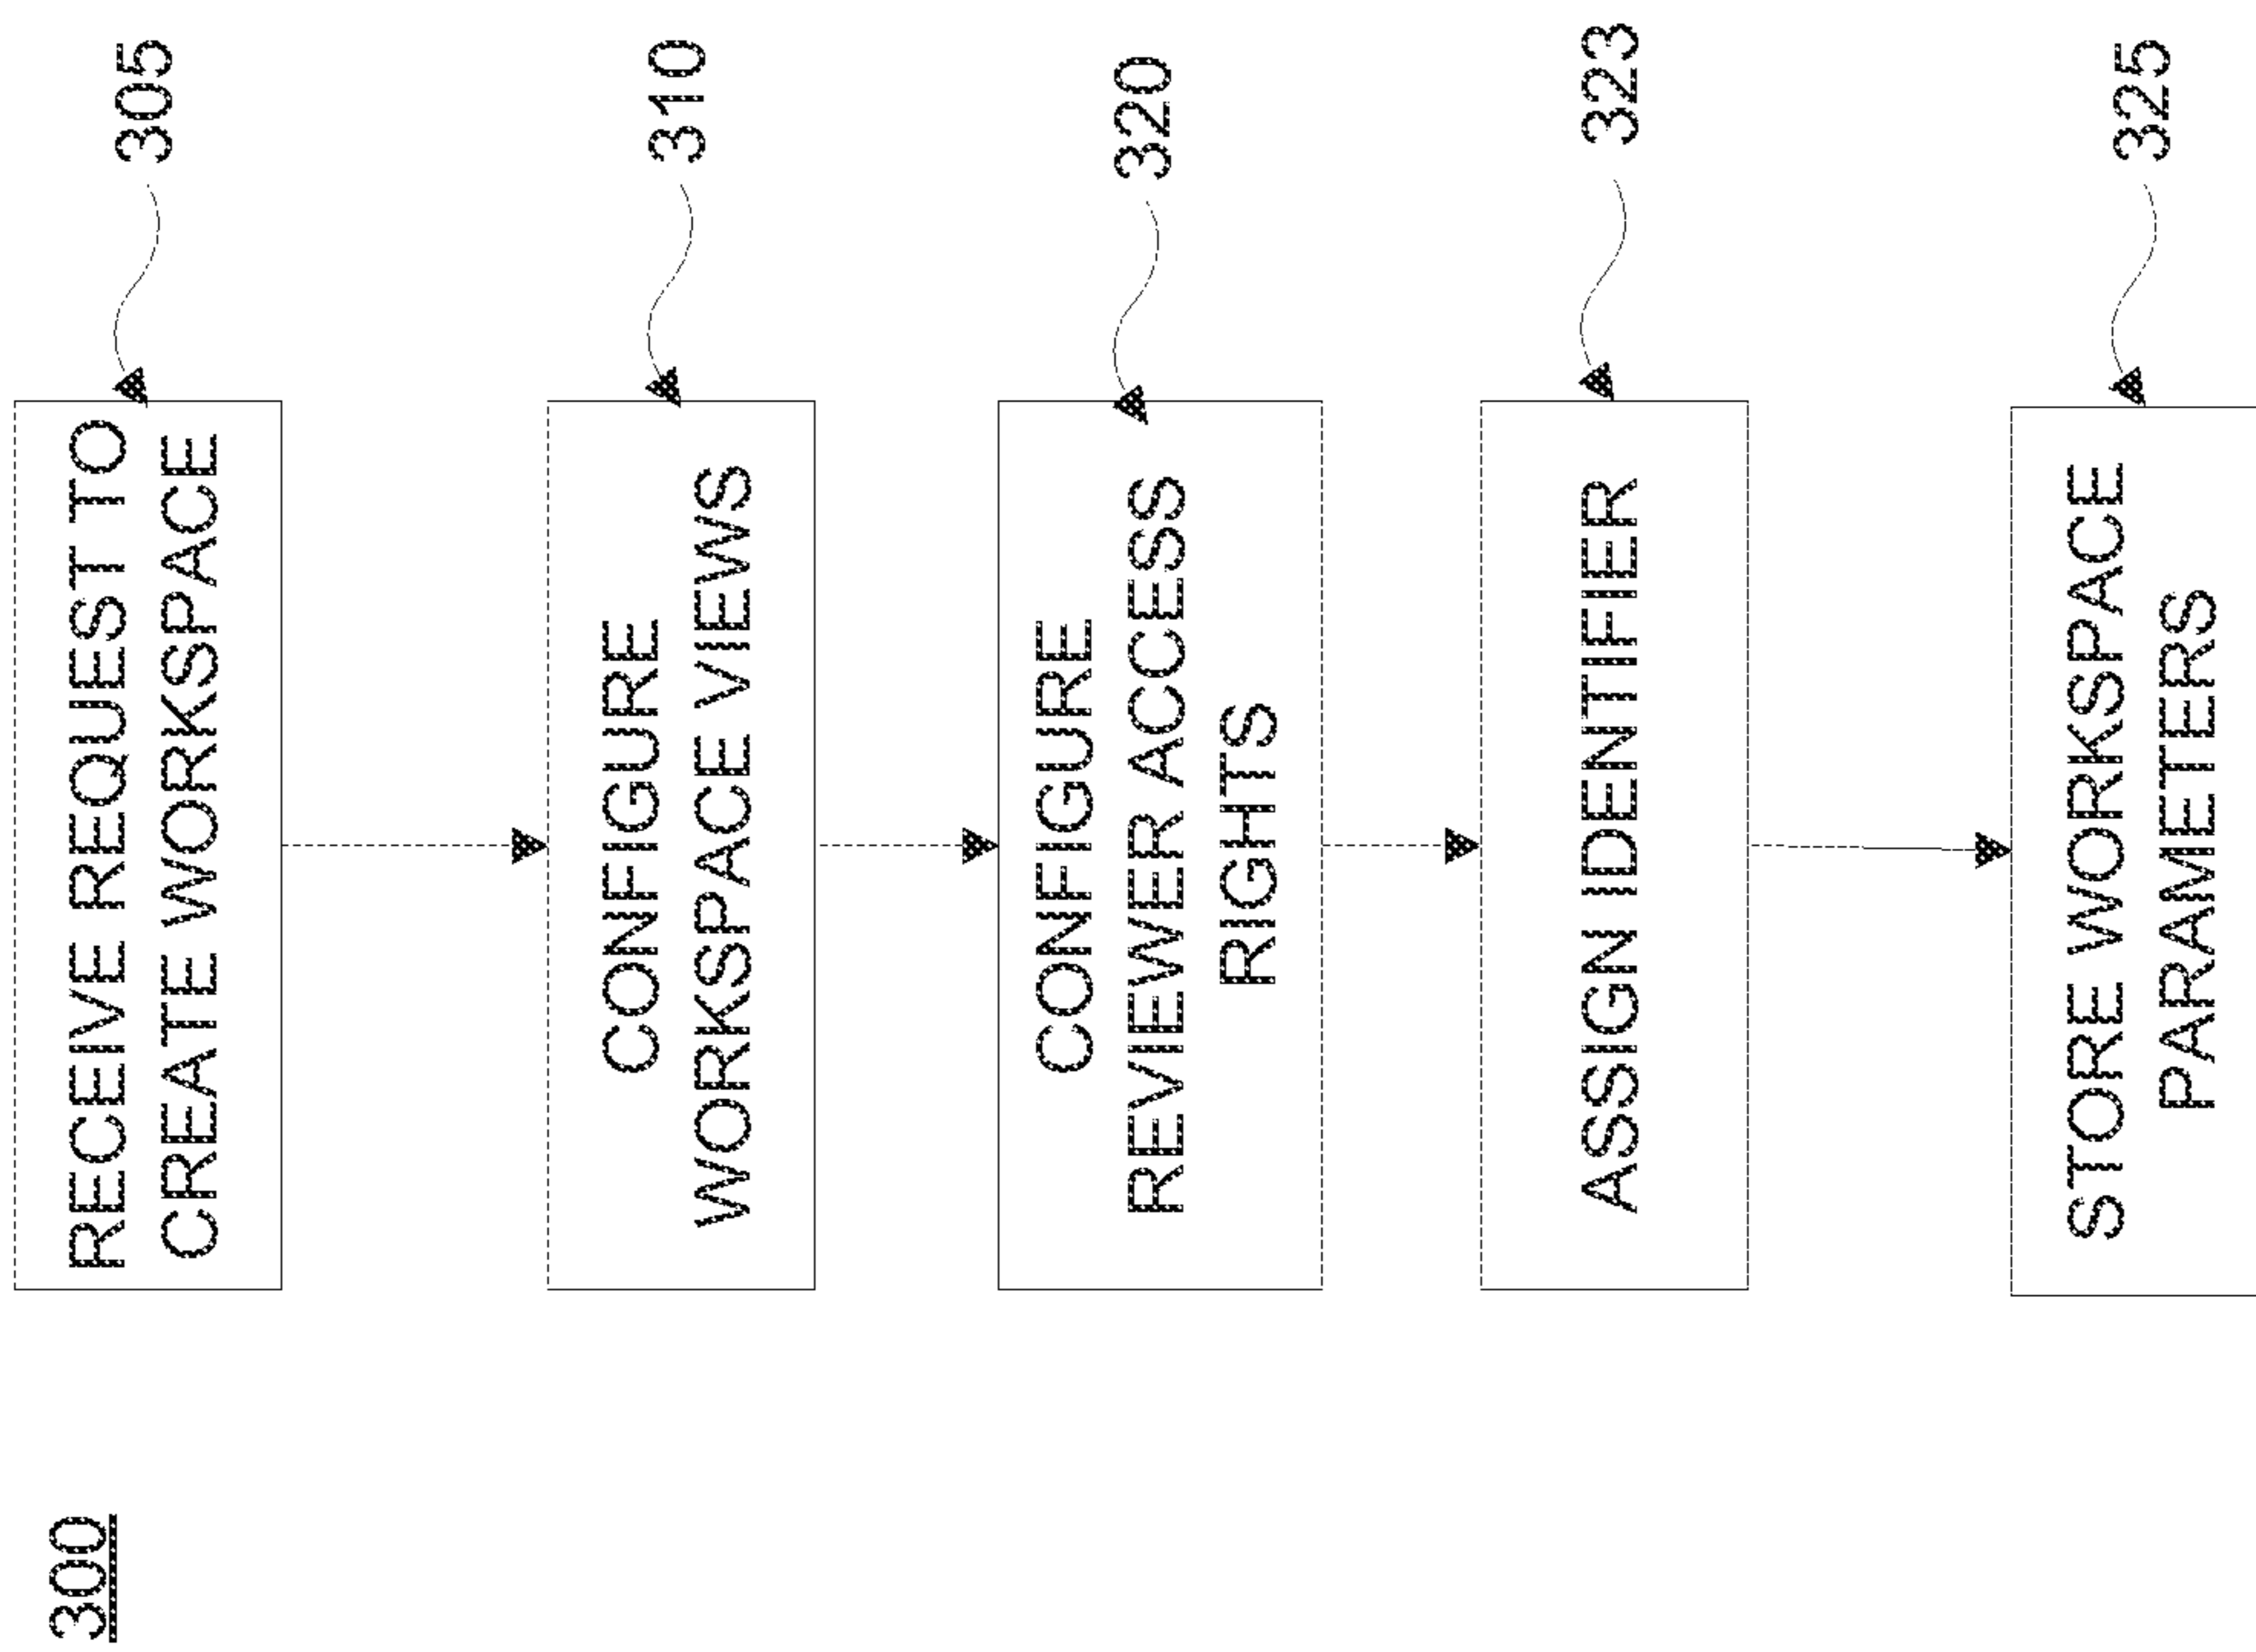 300
RECEIVE REQUEST TO
CREATE WORKSPACE
305
CONFIGURE
WORKSPACE VIEWS
310
CONFIGURE
REVIEWER ACCESS
RIGHTS
320
ASSIGN IDENTIFIER
323
STORE WORKSPACE
PARAMETERS
325